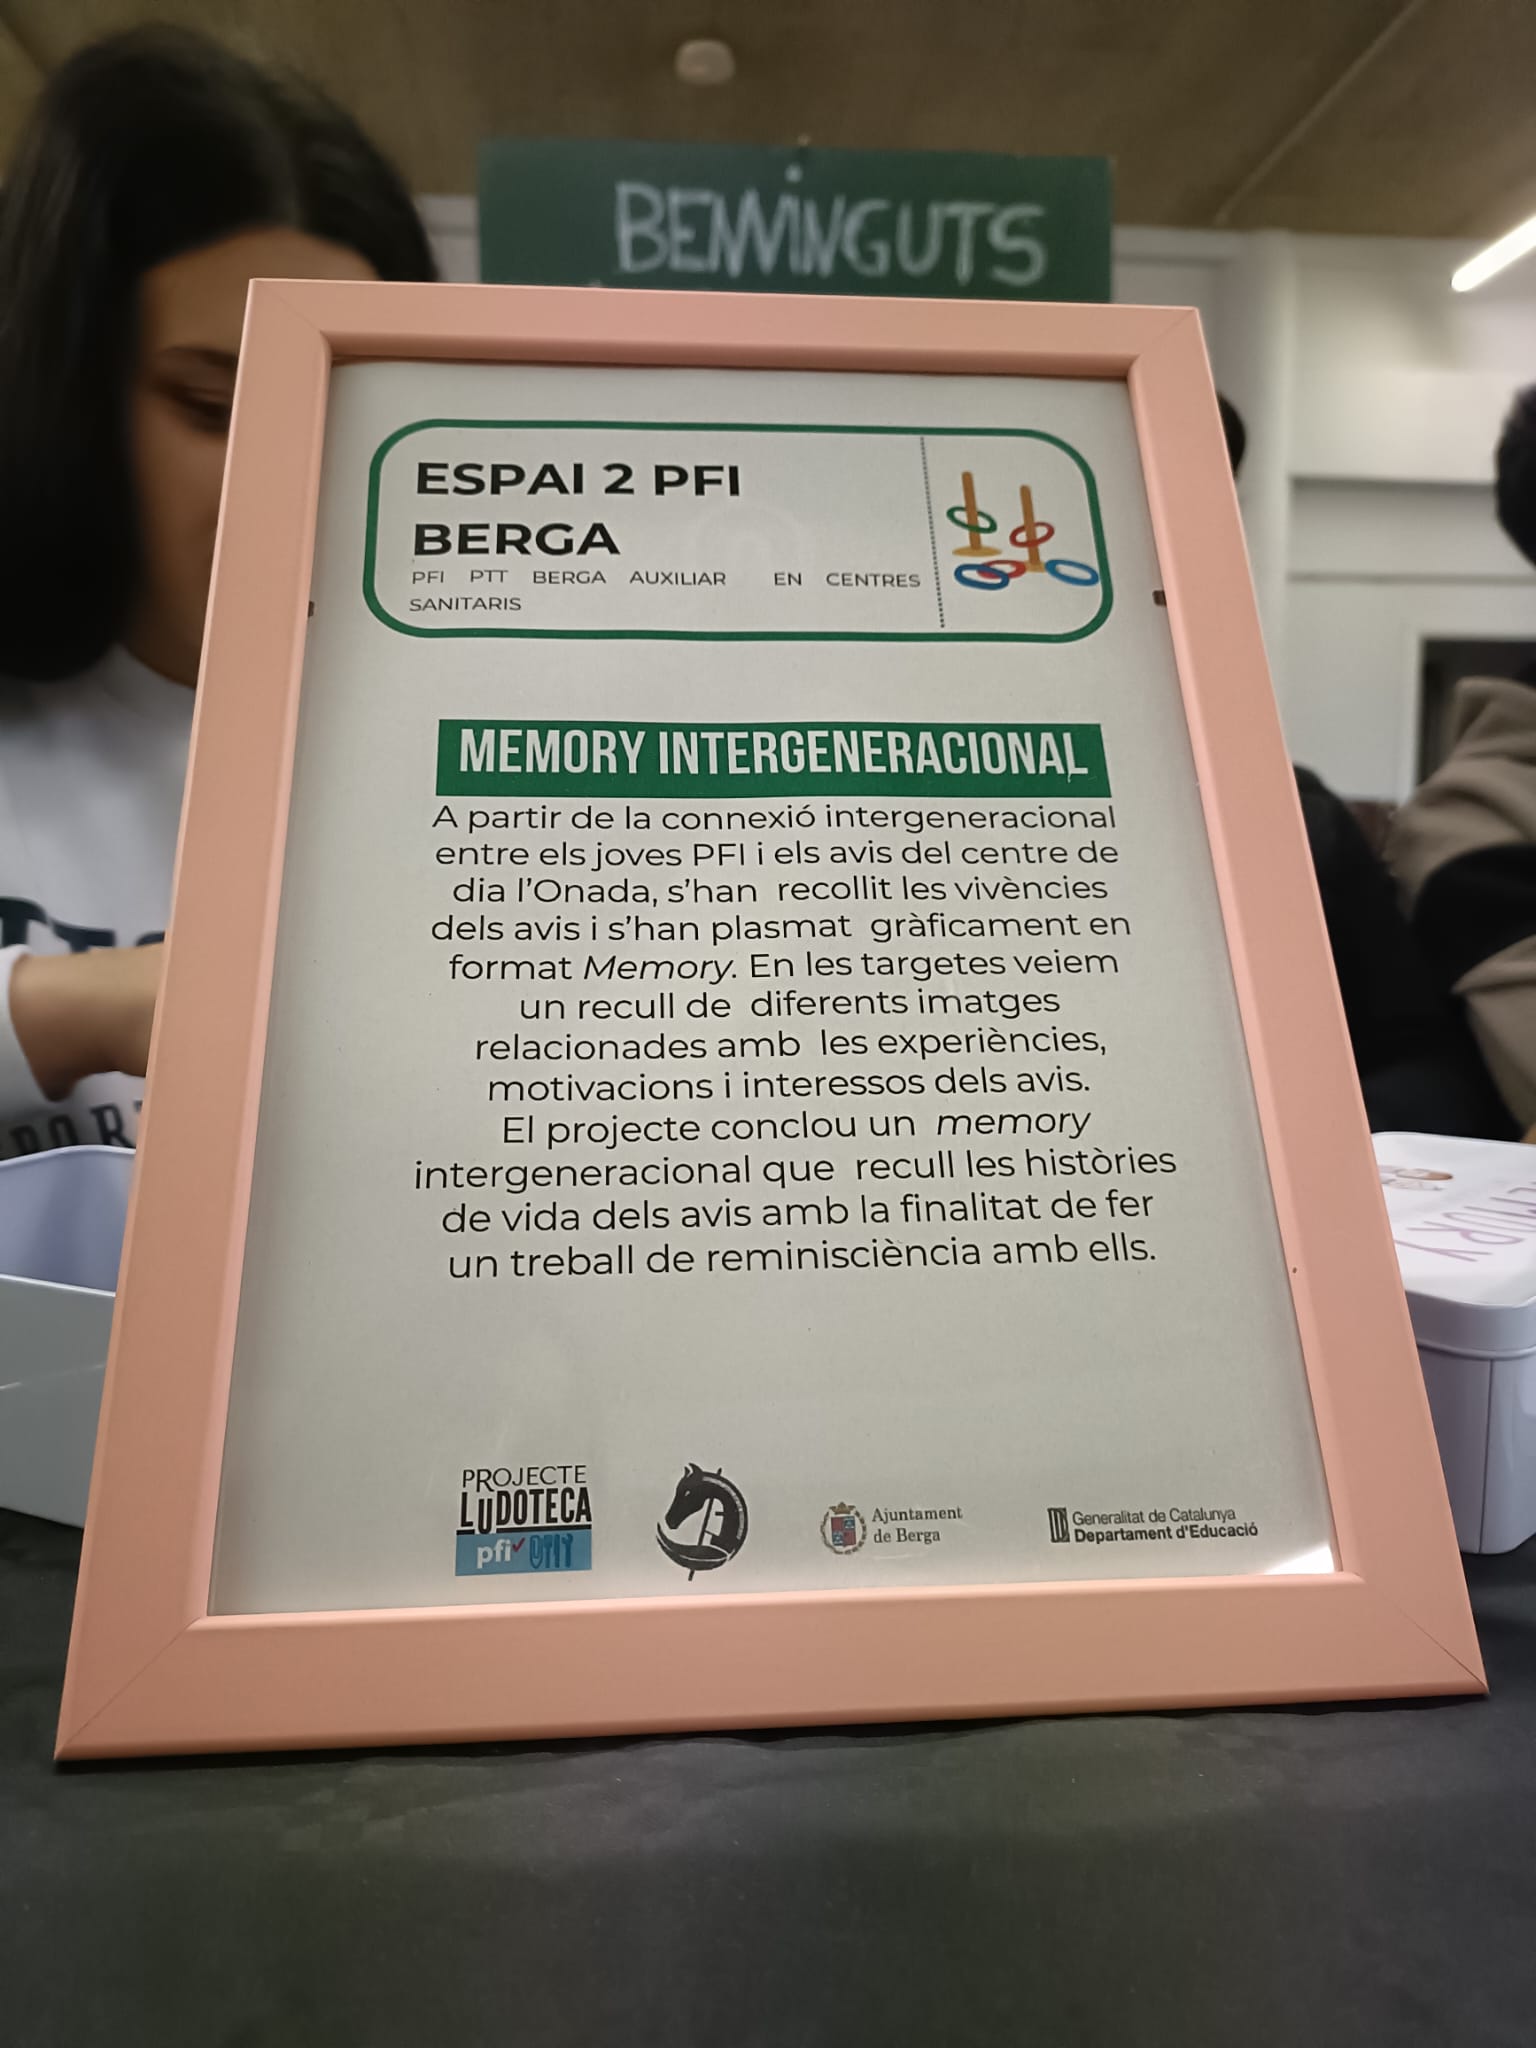 BENVINGUTS
ESPAI 2 PFI
BERGA
PFI PTT BERGA AUXILIAR EN CENTRES
SANITARIS
MEMORY INTERGENERACIONAL
A partir de la connexió intergeneracional
entre els joves PFI i els avis del centre de
dia l'Onada, s'han recollit les vivències
dels avis i s'han plasmat gràficament en
format Memory. En les targetes veiem
un recull de diferents imatges
relacionades amb les experiències,
motivacions i interessos dels avis.
El projecte conclou un memory
intergeneracional que recull les històries
de vida dels avis amb la finalitat de fer
un treball de reminisciència amb ells.
PROJECTE
LUDOTECA
pfi
Ajuntament
de Berga
Generalitat de Catalunya
Departament d'Educació